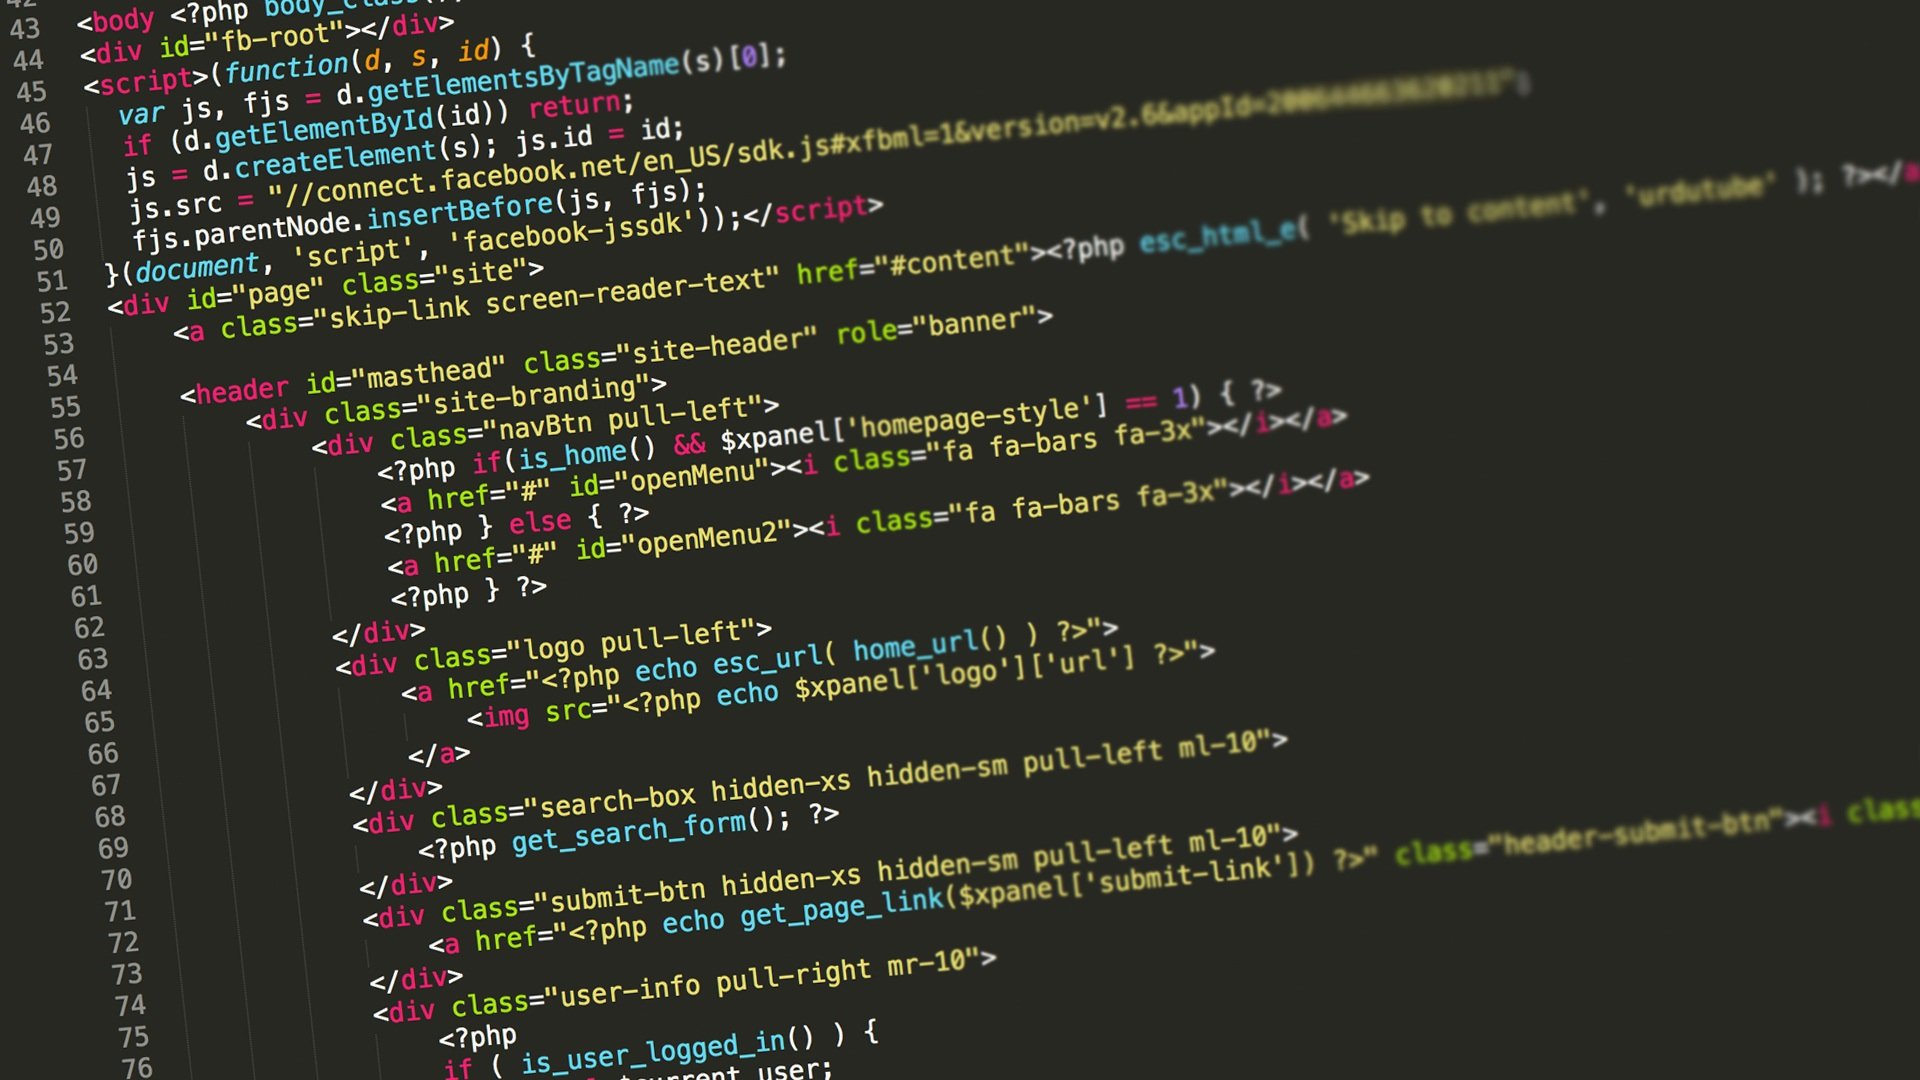 42
43 <body <?php body_class();
44 <div id="fb-root"></div>
45 <script>(function(d, s, id) {
46 var js, fjs = d.getElementsByTagName(s)[0];
47 if (d.getElementById(id)) return;
48 js = d.createElement(s); js.id = id;
49 js.src = "//connect.facebook.net/en_US/sdk.js#xfbml=1&version=v2.6&appId=
50 fjs.parentNode.insertBefore(js, fjs);
51 }(document, 'script', 'facebook-jssdk'));</script>
52 <div id="page" class="site">
53 <a class="skip-link screen-reader-text" href="#content"><?php esc_html_e( 'Skip to content', 'urdutube' ); ?></a
54
55 <header id="masthead" class="site-header" role="banner">
56 <div class="site-branding">
57 <div class="navBtn pull-left">
58 <?php if(is_home() && $xpanel['homepage-style'] == 1) { ?>
59 <a href="#" id="openMenu"><i class="fa fa-bars fa-3x"></i></a>
60 <?php } else { ?>
61 <a href="#" id="openMenu2"><i class="fa fa-bars fa-3x"></i></a>
62 <?php } ?>
63 </div>
64 <div class="logo pull-left">
65 <a href="<?php echo esc_url( home_url() ) ?>">
66 <img src="<?php echo $xpanel['logo']['url'] ?>">
67 </a>
68 </div>
69 <div class="search-box hidden-xs hidden-sm pull-left ml-10">
70 <?php get_search_form(); ?>
71 </div>
72 <div class="submit-btn hidden-xs hidden-sm pull-left ml-10">
73 <a href="<?php echo get_page_link($xpanel['submit-link']) ?>" class="header-submit-btn"><i class
74 </div>
75 <div class="user-info pull-right mr-10">
76 <?php
if ( is_user_logged_in() ) {
$current_user;